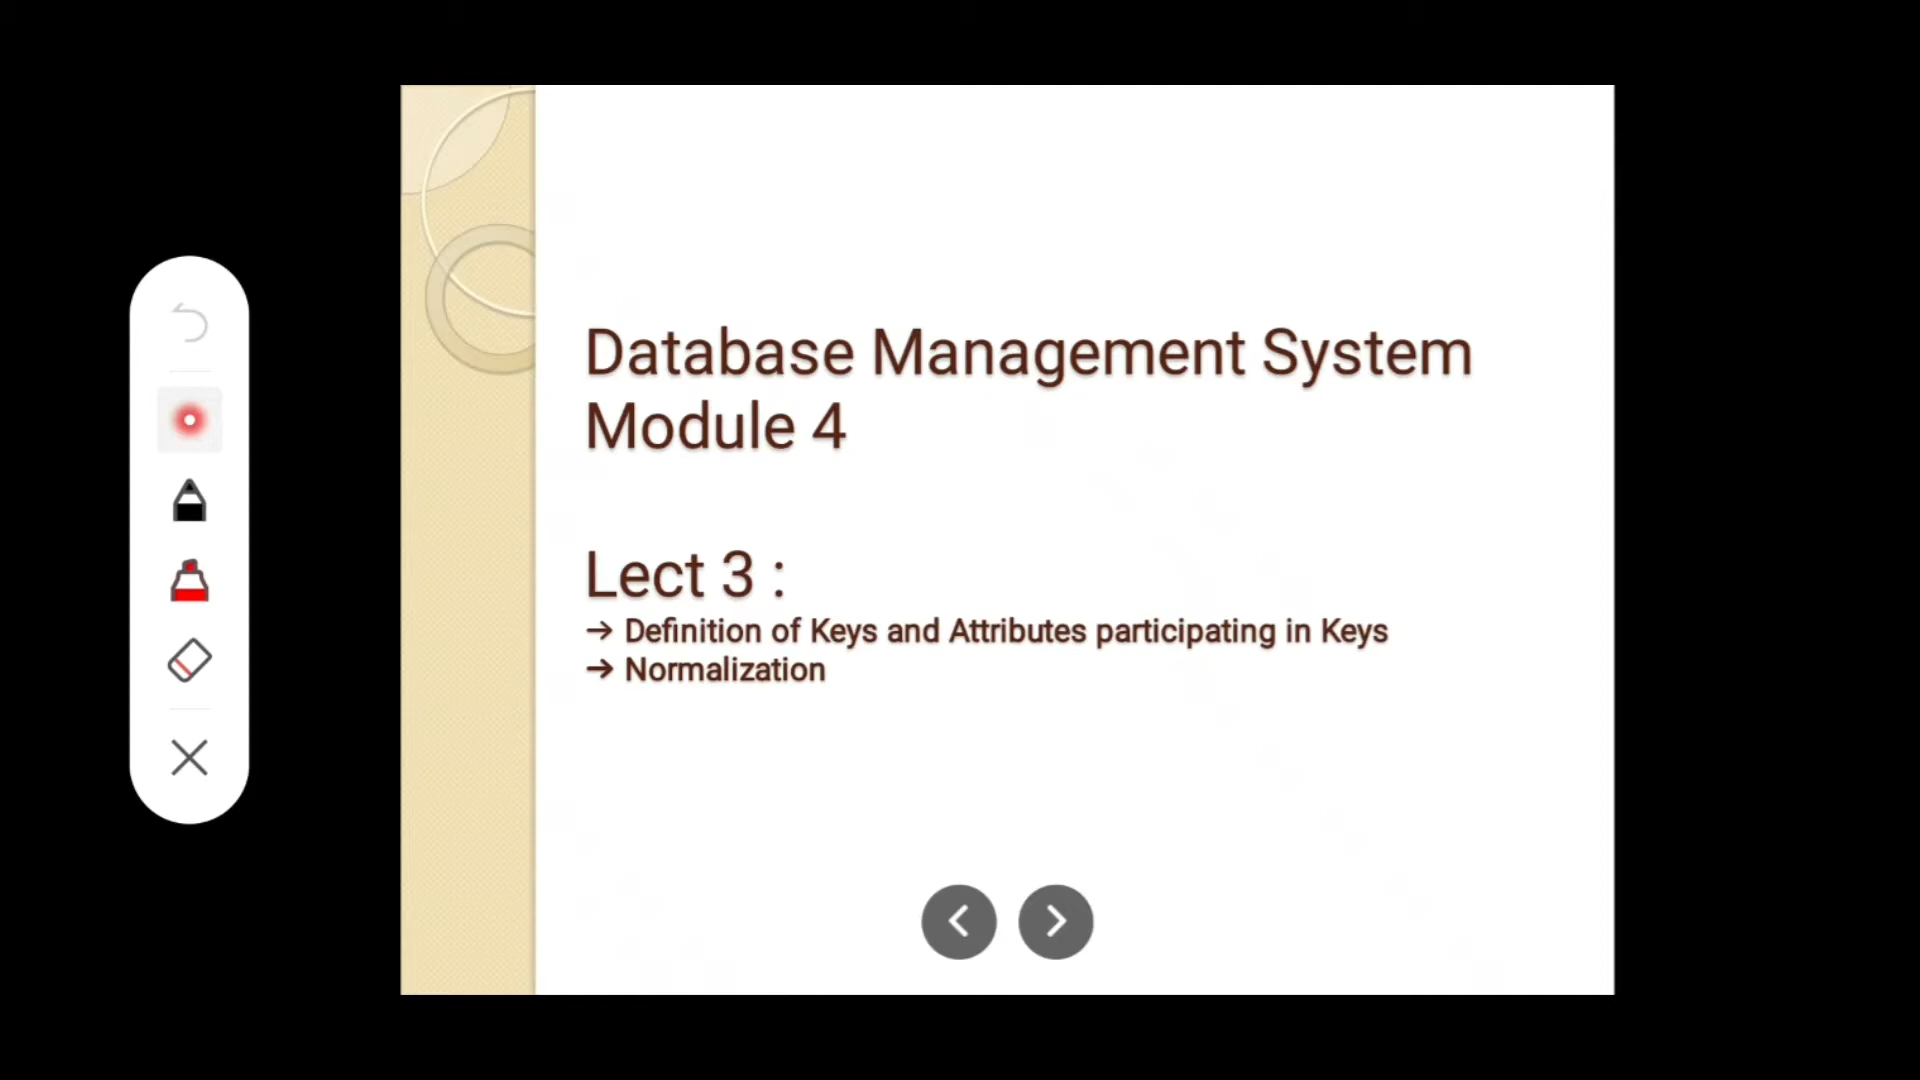 Database Management System
Module 4
Lect 3 :
→ Definition of Keys and Attributes participating in Keys
→ Normalization